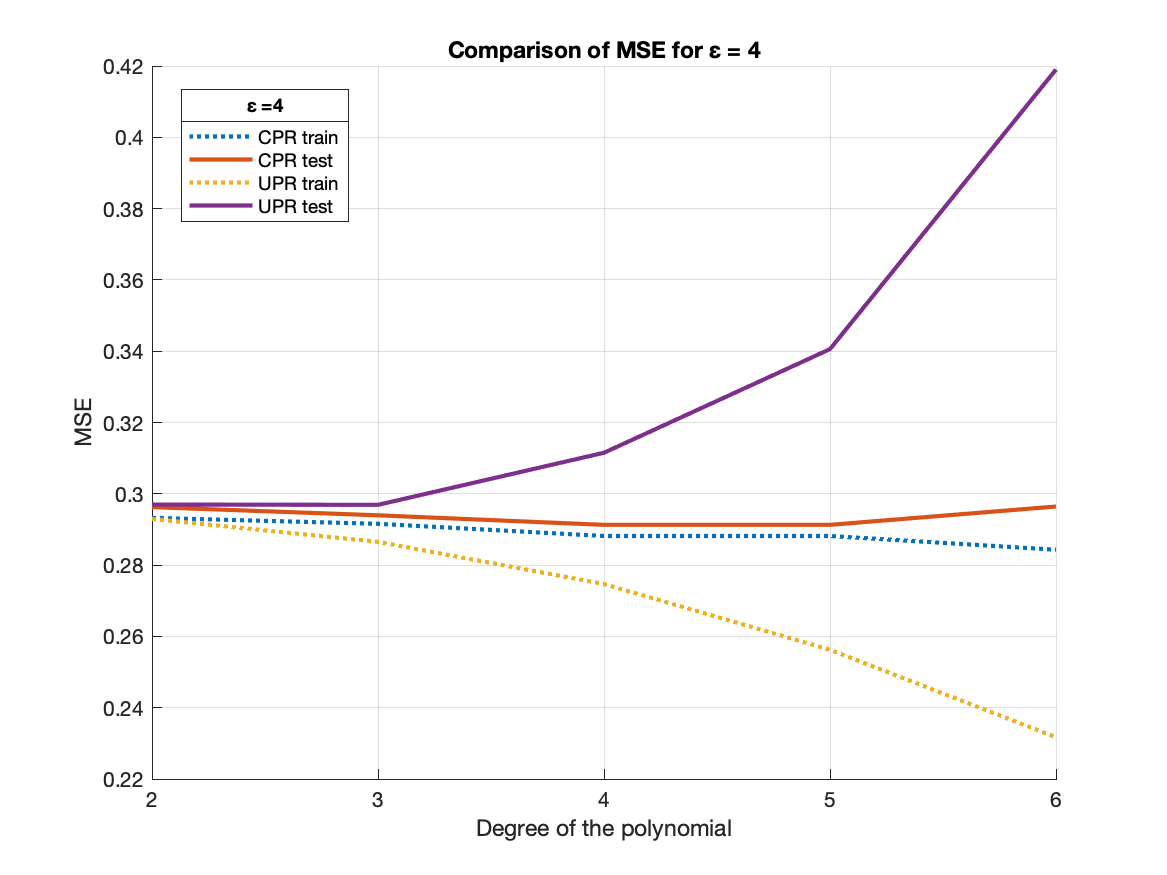 Comparison of MSE for ε = 4
0.42
0.4
0.38
0.36
0.34
0.32
0.3
0.28
0.26
0.24
0.22
MSE
ε =4
CPR train
CPR test
UPR train
UPR test
2 3 4 5 6
Degree of the polynomial